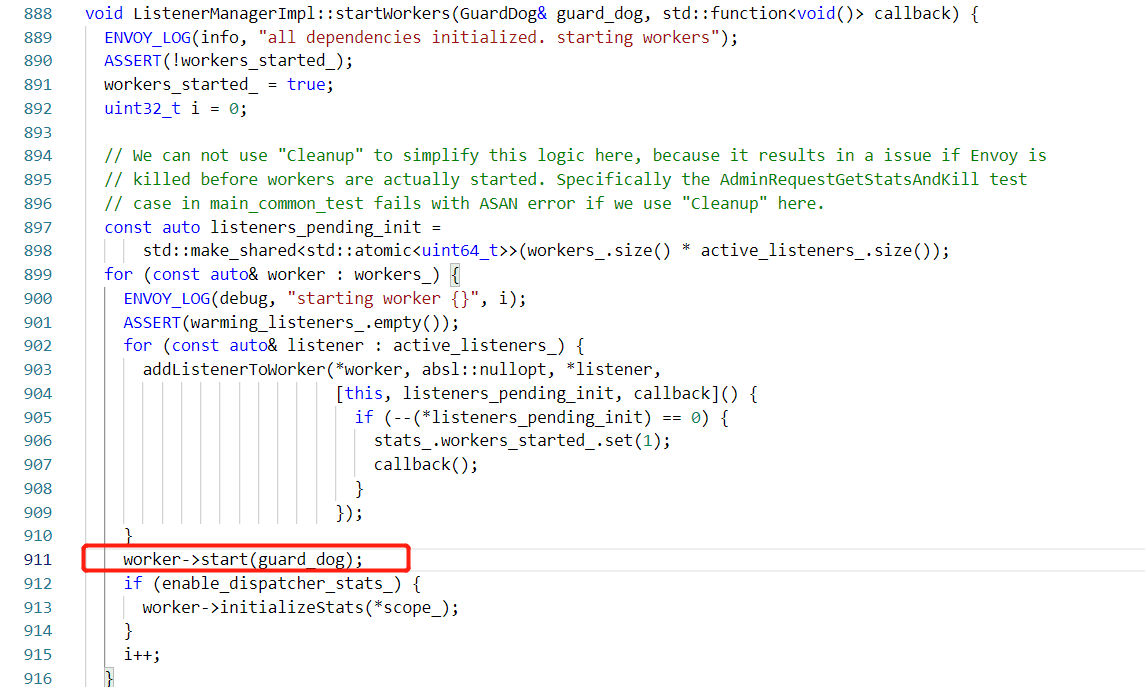 888 void ListenerManagerImpl::startWorkers(GuardDog& guard_dog, std::function<void()> callback) {
889   ENVOY_LOG(info, "all dependencies initialized. starting workers");
890   ASSERT(!workers_started_);
891   workers_started_ = true;
892   uint32_t i = 0;
893
894   // We can not use "Cleanup" to simplify this logic here, because it results in a issue if Envoy is
895   // killed before workers are actually started. Specifically the AdminRequestGetStatsAndKill test
896   // case in main_common_test fails with ASAN error if we use "Cleanup" here.
897   const auto listeners_pending_init =
898       std::make_shared<std::atomic<uint64_t>>(workers_.size() * active_listeners_.size());
899   for (const auto& worker : workers_) {
900     ENVOY_LOG(debug, "starting worker {}", i);
901     ASSERT(warming_listeners_.empty());
902     for (const auto& listener : active_listeners_) {
903       addListenerToWorker(*worker, absl::nullopt, *listener,
904                           [this, listeners_pending_init, callback]() {
905                             if (--(*listeners_pending_init) == 0) {
906                               stats_.workers_started_.set(1);
907                               callback();
908                             }
909                           });
910     }
911     worker->start(guard_dog);
912     if (enable_dispatcher_stats_) {
913       worker->initializeStats(*scope_);
914     }
915     i++;
916   }